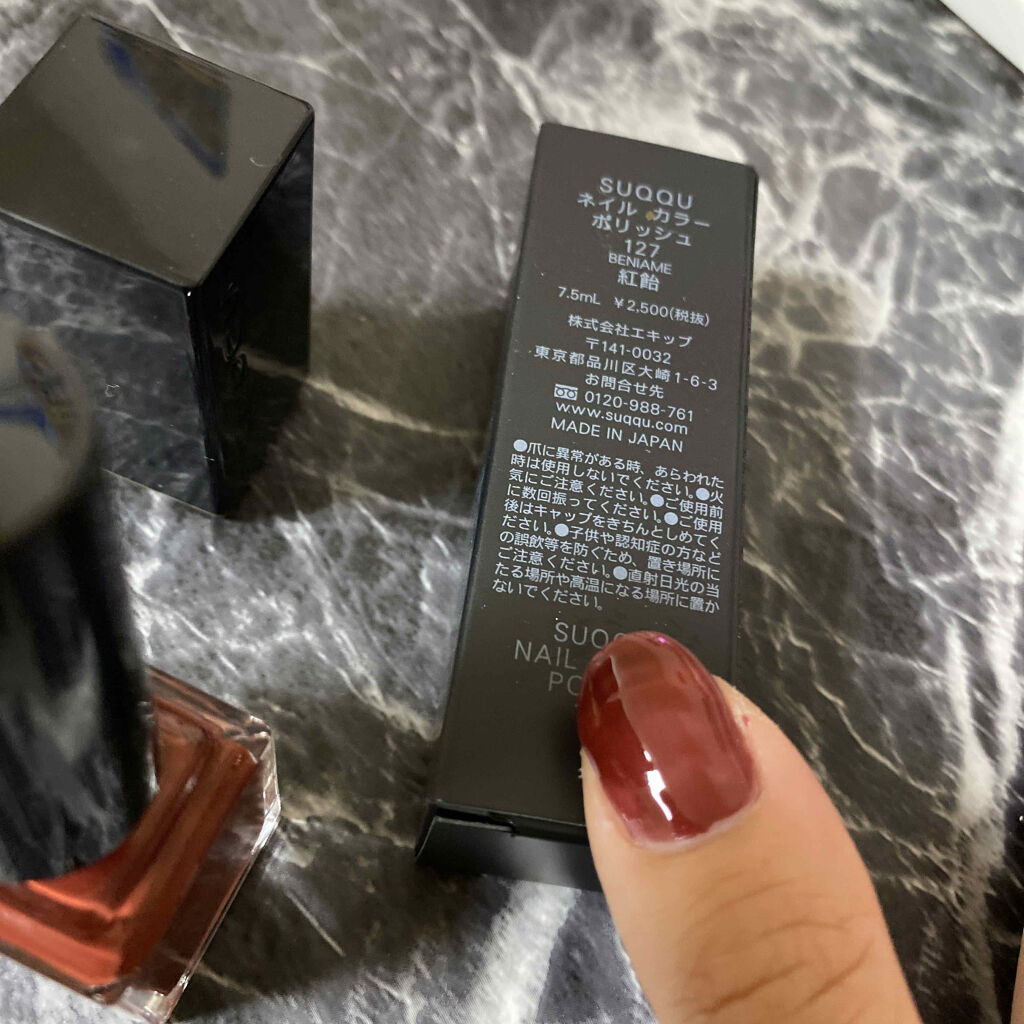 SUQQU
ネイル カラー
ポリッシュ
127
BENIAME
紅飴
7.5mL ¥2,500(税抜)
株式会社エキップ
〒141-0032
東京都品川区大崎1-6-3
お問合せ先
0120-988-761
www.suqqu.com
MADE IN JAPAN
●爪に異常がある時、あらわれた
時は使用しないでください。●火
気にご注意ください。●ご使用前
に数回振ってください。●ご使用
後はキャップをきちんとしめてく
ださい。●子供や認知症の方など
の誤飲等を防ぐため、置き場所に
ご注意ください。●直射日光の当
たる場所や高温になる場所に置か
ないでください。
NAIL